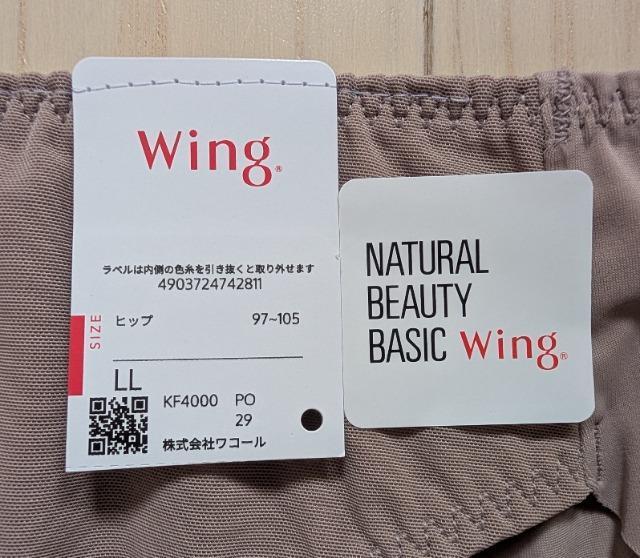 Wing®
ラベルは内側の色糸を引き抜くと取り外せます
4903724742811
SIZE
ヒップ 97~105
LL
KF4000 PO
29
株式会社ワコール
NATURAL
BEAUTY
BASIC Wing®